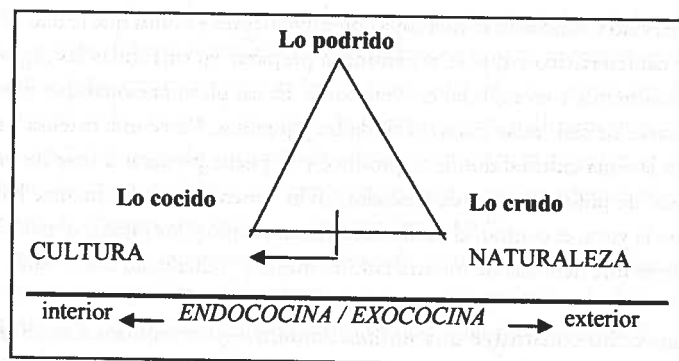 Lo podrido
Lo cocido Lo crudo
CULTURA NATURALEZA
interior ENDOCOCINA / EXOCOCINA exterior